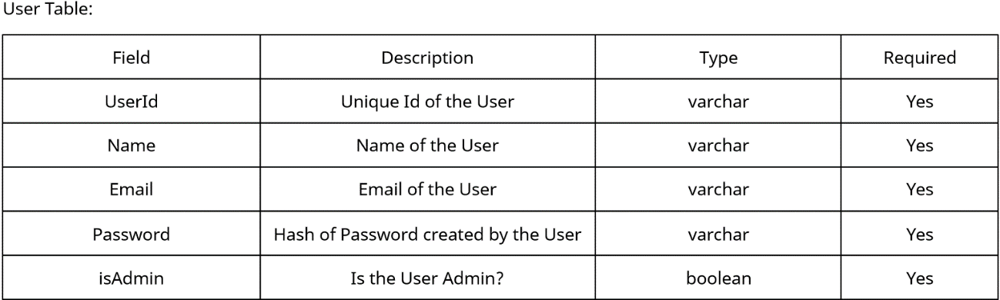 User Table:
Field Description Type Required
UserId Unique Id of the User varchar Yes
Name Name of the User varchar Yes
Email Email of the User varchar Yes
Password Hash of Password created by the User varchar Yes
isAdmin Is the User Admin? boolean Yes